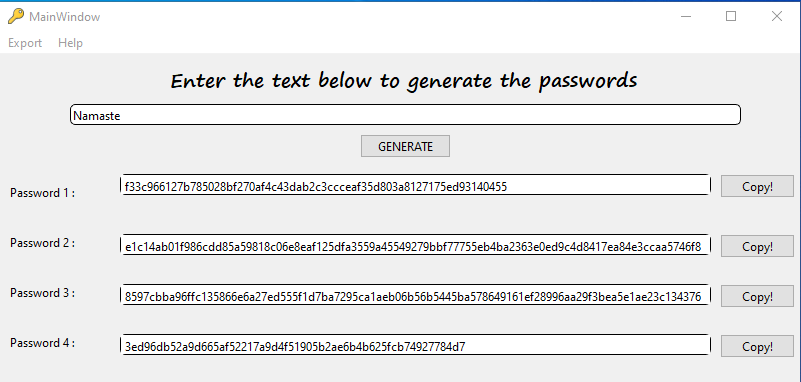 MainWindow
Export Help
Enter the text below to generate the passwords
Namaste
GENERATE
Password 1 : f33c966127b785028bf270af4c43dab2c3ccceaf35d803a8127175ed93140455 Copy!
Password 2 : e1c14ab01f986cdd85a59818c06e8eaf125dfa3559a45549279bbf77755eb4ba2363e0ed9c4d8417ea84e3ccaa5746f8 Copy!
Password 3 : 8597cbba96ffc135866e6a27ed555f1d7ba7295ca1aeb06b56b5445ba578649161ef28996aa29f3bea5e1ae23c134376 Copy!
Password 4 : 3ed96db52a9d665af52217a9d4f51905b2ae6b4b625fcb74927784d7 Copy!